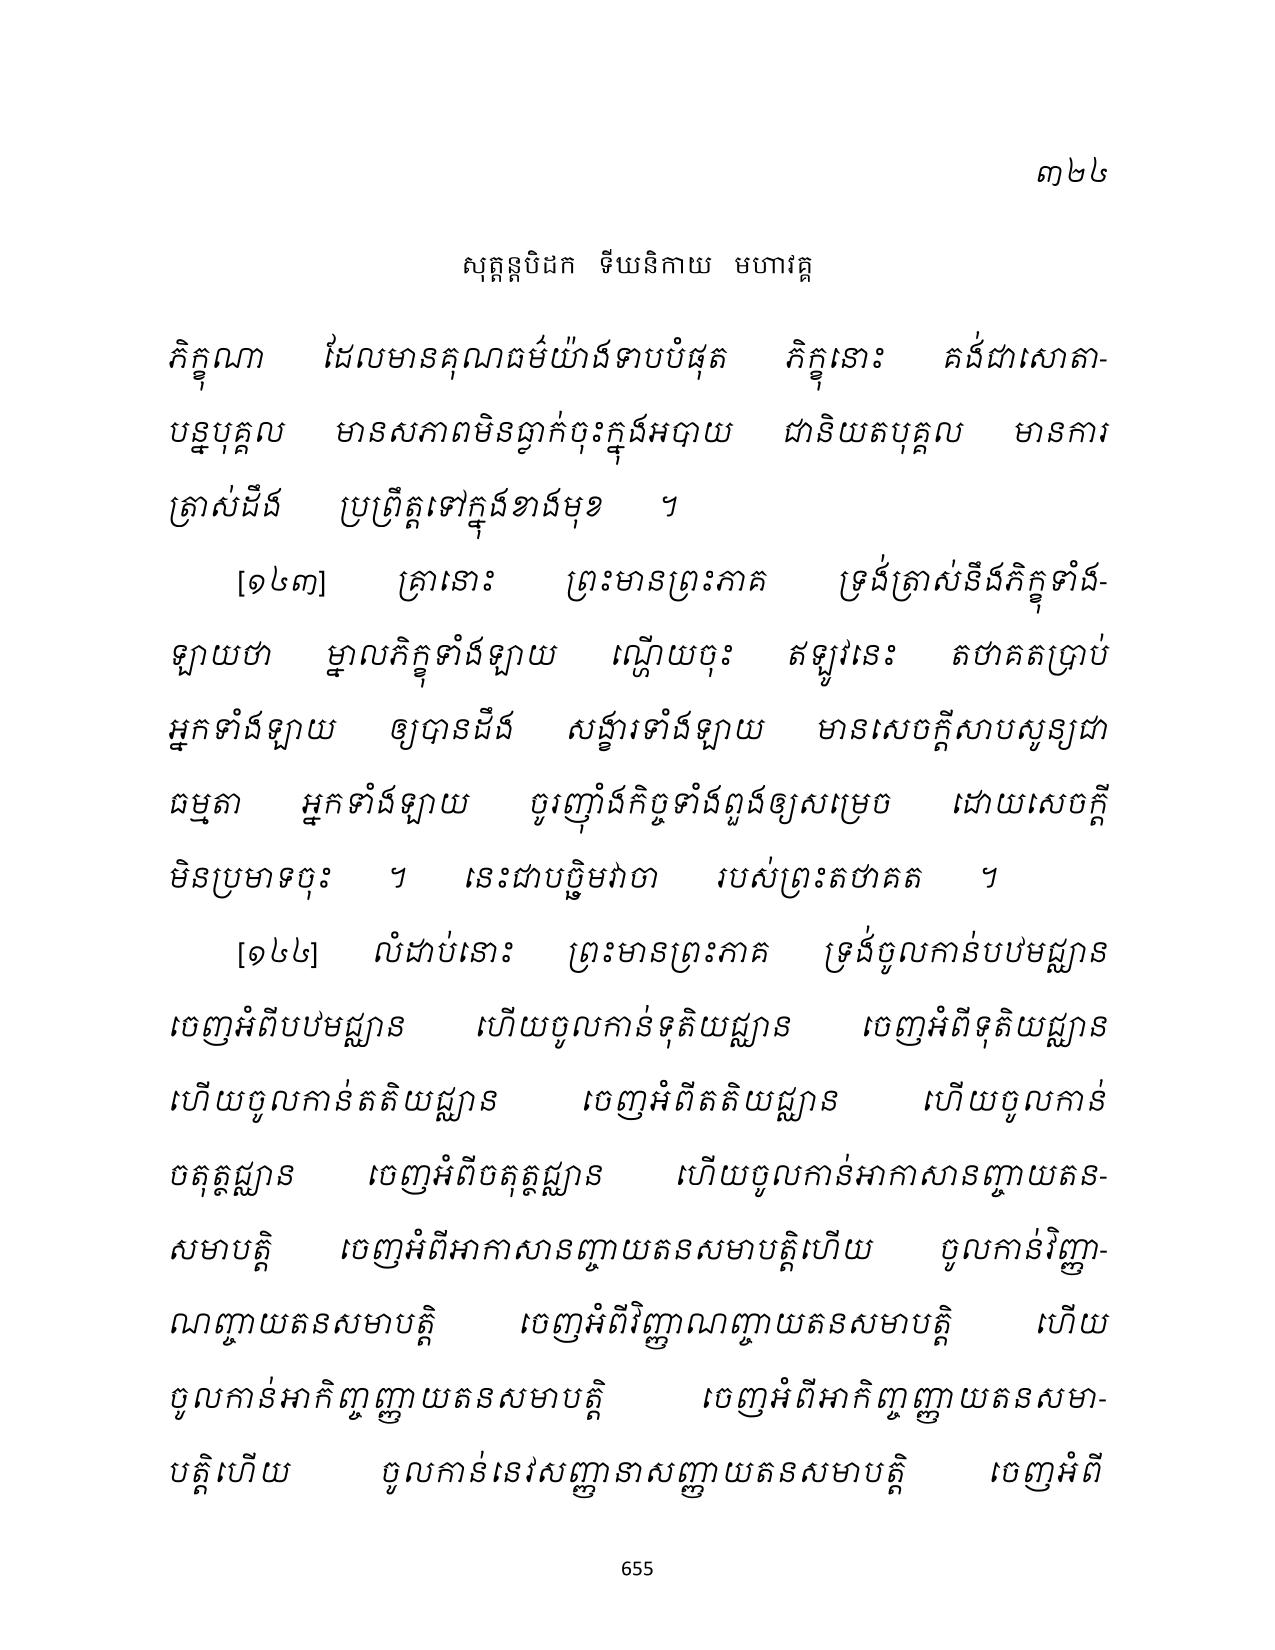 ៣២៤
សុត្តន្តបិដក ទីឃនិកាយ មហាវគ្គ
ភិក្ខុណា ដែលមានគុណធម៌យ៉ាងទាបបំផុត ភិក្ខុនោះ គង់ជាសោតា-
បន្នបុគ្គល មានសភាពមិនធ្លាក់ចុះក្នុងអបាយ ជានិយតបុគ្គល មានការ
ត្រាស់ដឹង ប្រព្រឹត្តទៅក្នុងខាងមុខ ។
[១៤៣] គ្រានោះ ព្រះមានព្រះភាគ ទ្រង់ត្រាស់នឹងភិក្ខុទាំង-
ឡាយថា ម្នាលភិក្ខុទាំងឡាយ ណ្ហើយចុះ ឥឡូវនេះ តថាគតប្រាប់
អ្នកទាំងឡាយ ឲ្យបានដឹង សង្ខារទាំងឡាយ មានសេចក្តីសាបសូន្យជា
ធម្មតា អ្នកទាំងឡាយ ចូរញ៉ាំងកិច្ចទាំងពួងឲ្យសម្រេច ដោយសេចក្តី
មិនប្រមាទចុះ ។ នេះជាបច្ឆិមវាចា របស់ព្រះតថាគត ។
[១៤៤] លំដាប់នោះ ព្រះមានព្រះភាគ ទ្រង់ចូលកាន់បឋមជ្ឈាន
ចេញអំពីបឋមជ្ឈាន ហើយចូលកាន់ទុតិយជ្ឈាន ចេញអំពីទុតិយជ្ឈាន
ហើយចូលកាន់តតិយជ្ឈាន ចេញអំពីតតិយជ្ឈាន ហើយចូលកាន់
ចតុត្ថជ្ឈាន ចេញអំពីចតុត្ថជ្ឈាន ហើយចូលកាន់អាកាសានញ្ចាយតន-
សមាបត្តិ ចេញអំពីអាកាសានញ្ចាយតនសមាបត្តិហើយ ចូលកាន់វិញ្ញា-
ណញ្ចាយតនសមាបត្តិ ចេញអំពីវិញ្ញាណញ្ចាយតនសមាបត្តិ ហើយ
ចូលកាន់អាកិញ្ចញ្ញាយតនសមាបត្តិ ចេញអំពីអាកិញ្ចញ្ញាយតនសមា-
បត្តិហើយ ចូលកាន់នេវសញ្ញានាសញ្ញាយតនសមាបត្តិ ចេញអំពី
655